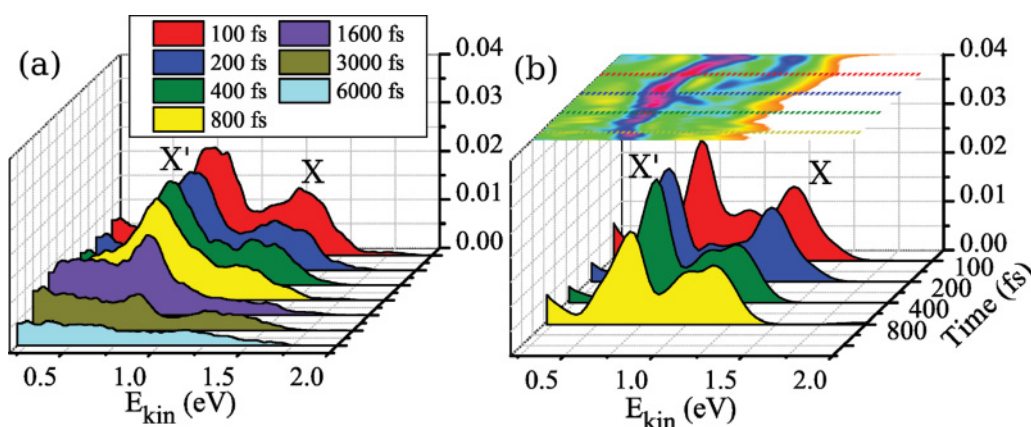 (a)
100 fs 1600 fs
200 fs 3000 fs
400 fs 6000 fs
800 fs
X' X
0.04
0.03
0.02
0.01
0.00
0.5 1.0 1.5 2.0
E_kin (eV)
(b)
X' X
0.04
0.03
0.02
0.01
0.00
100
200
400
800
Time (fs)
0.5 1.0 1.5 2.0
E_kin (eV)